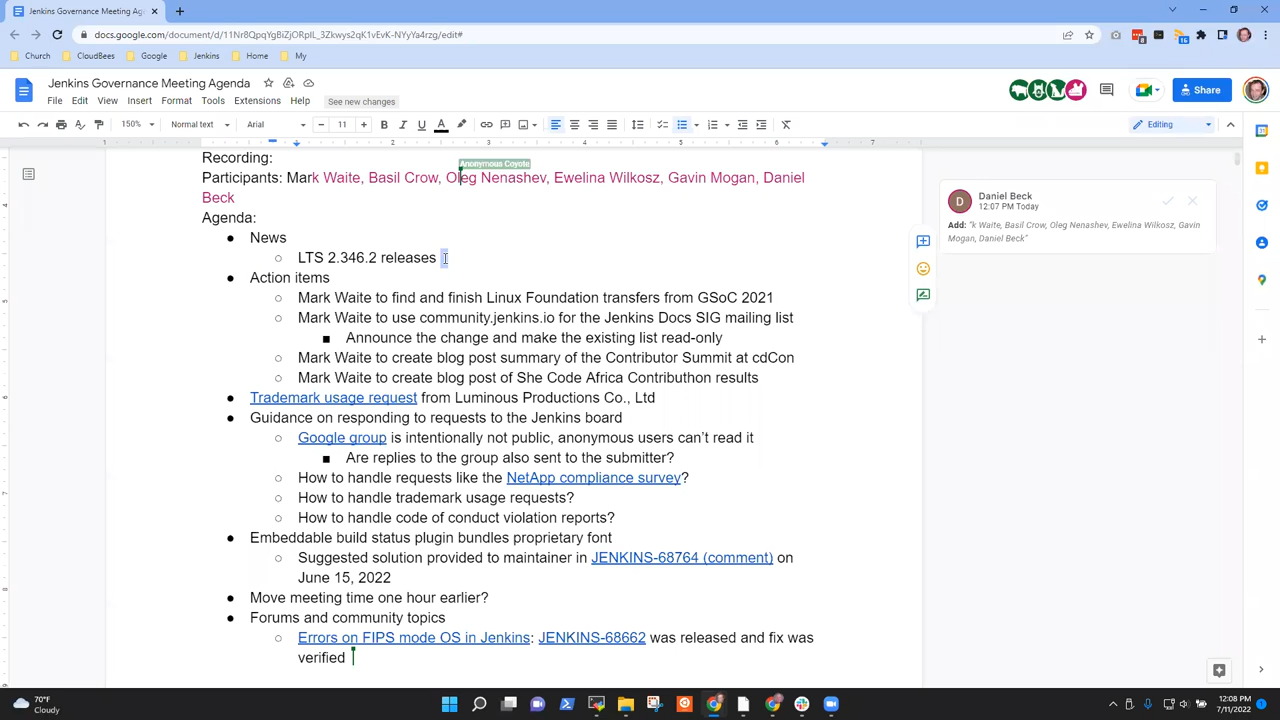 Jenkins Governance Meeting Age
docs.google.com/document/d/11Nr8QpqYgBiZjORpIL_3Zkwys2qK1vEvK-NYyYa4rzg/edit#
Church
CloudBees
Google
Jenkins
Home
My
Jenkins Governance Meeting Agenda
File Edit View Insert Format Tools Extensions Help See new changes
Share
150% Normal text Arial 11
Editing
1 1 2 3 4 5 6 7
Recording:
Anonymous Coyote
Participants: Mark Waite, Basil Crow, Oleg Nenashev, Ewelina Wilkosz, Gavin Mogan, Daniel
Beck
Agenda:
● News
○ LTS 2.346.2 releases
● Action items
○ Mark Waite to find and finish Linux Foundation transfers from GSoC 2021
○ Mark Waite to use community.jenkins.io for the Jenkins Docs SIG mailing list
■ Announce the change and make the existing list read-only
○ Mark Waite to create blog post summary of the Contributor Summit at cdCon
○ Mark Waite to create blog post of She Code Africa Contributhon results
● Trademark usage request from Luminous Productions Co., Ltd
● Guidance on responding to requests to the Jenkins board
○ Google group is intentionally not public, anonymous users can't read it
■ Are replies to the group also sent to the submitter?
○ How to handle requests like the NetApp compliance survey?
○ How to handle trademark usage requests?
○ How to handle code of conduct violation reports?
● Embeddable build status plugin bundles proprietary font
○ Suggested solution provided to maintainer in JENKINS-68764 (comment) on
June 15, 2022
● Move meeting time one hour earlier?
● Forums and community topics
○ Errors on FIPS mode OS in Jenkins: JENKINS-68662 was released and fix was
verified
D
Daniel Beck
12:07 PM Today
Add: "k Waite, Basil Crow, Oleg Nenashev, Ewelina Wilkosz, Gavin
Mogan, Daniel Beck"
70°F
Cloudy
12:08 PM
7/11/2022